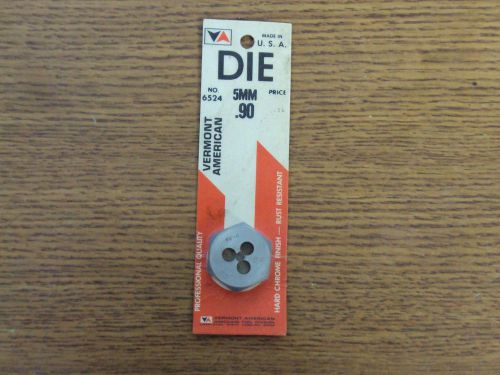 VA
MADE IN
U. S. A.
DIE
NO.
6524
5MM
.90
PRICE
VERMONT
AMERICAN
PROFESSIONAL QUALITY
HARD CHROME FINISH — RUST RESISTANT
VA VERMONT AMERICAN